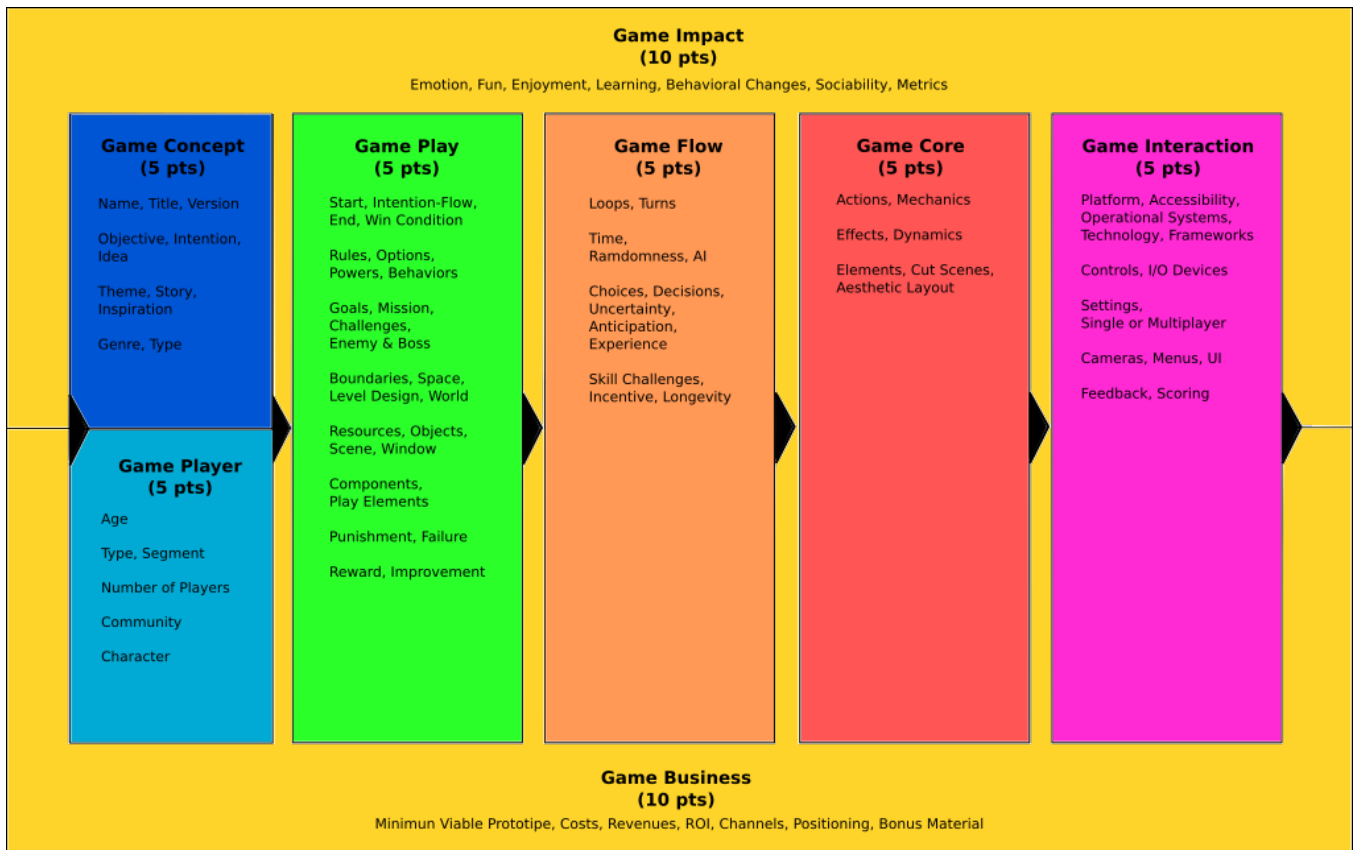 Game Impact
(10 pts)
Emotion, Fun, Enjoyment, Learning, Behavioral Changes, Sociability, Metrics
Game Concept
(5 pts)
Name, Title, Version
Objective, Intention,
Idea
Theme, Story,
Inspiration
Genre, Type
Game Player
(5 pts)
Age
Type, Segment
Number of Players
Community
Character
Game Play
(5 pts)
Start, Intention-Flow,
End, Win Condition
Rules, Options,
Powers, Behaviors
Goals, Mission,
Challenges,
Enemy & Boss
Boundaries, Space,
Level Design, World
Resources, Objects,
Scene, Window
Components,
Play Elements
Punishment, Failure
Reward, Improvement
Game Flow
(5 pts)
Loops, Turns
Time,
Ramdomness, AI
Choices, Decisions,
Uncertainty,
Anticipation,
Experience
Skill Challenges,
Incentive, Longevity
Game Core
(5 pts)
Actions, Mechanics
Effects, Dynamics
Elements, Cut Scenes,
Aesthetic Layout
Game Interaction
(5 pts)
Platform, Accessibility,
Operational Systems,
Technology, Frameworks
Controls, I/O Devices
Settings,
Single or Multiplayer
Cameras, Menus, UI
Feedback, Scoring
Game Business
(10 pts)
Minimun Viable Prototipe, Costs, Revenues, ROI, Channels, Positioning, Bonus Material